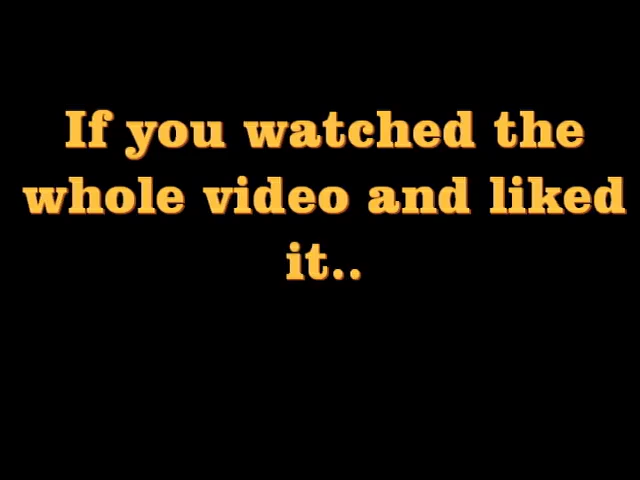 If you watched the
whole video and liked
it..